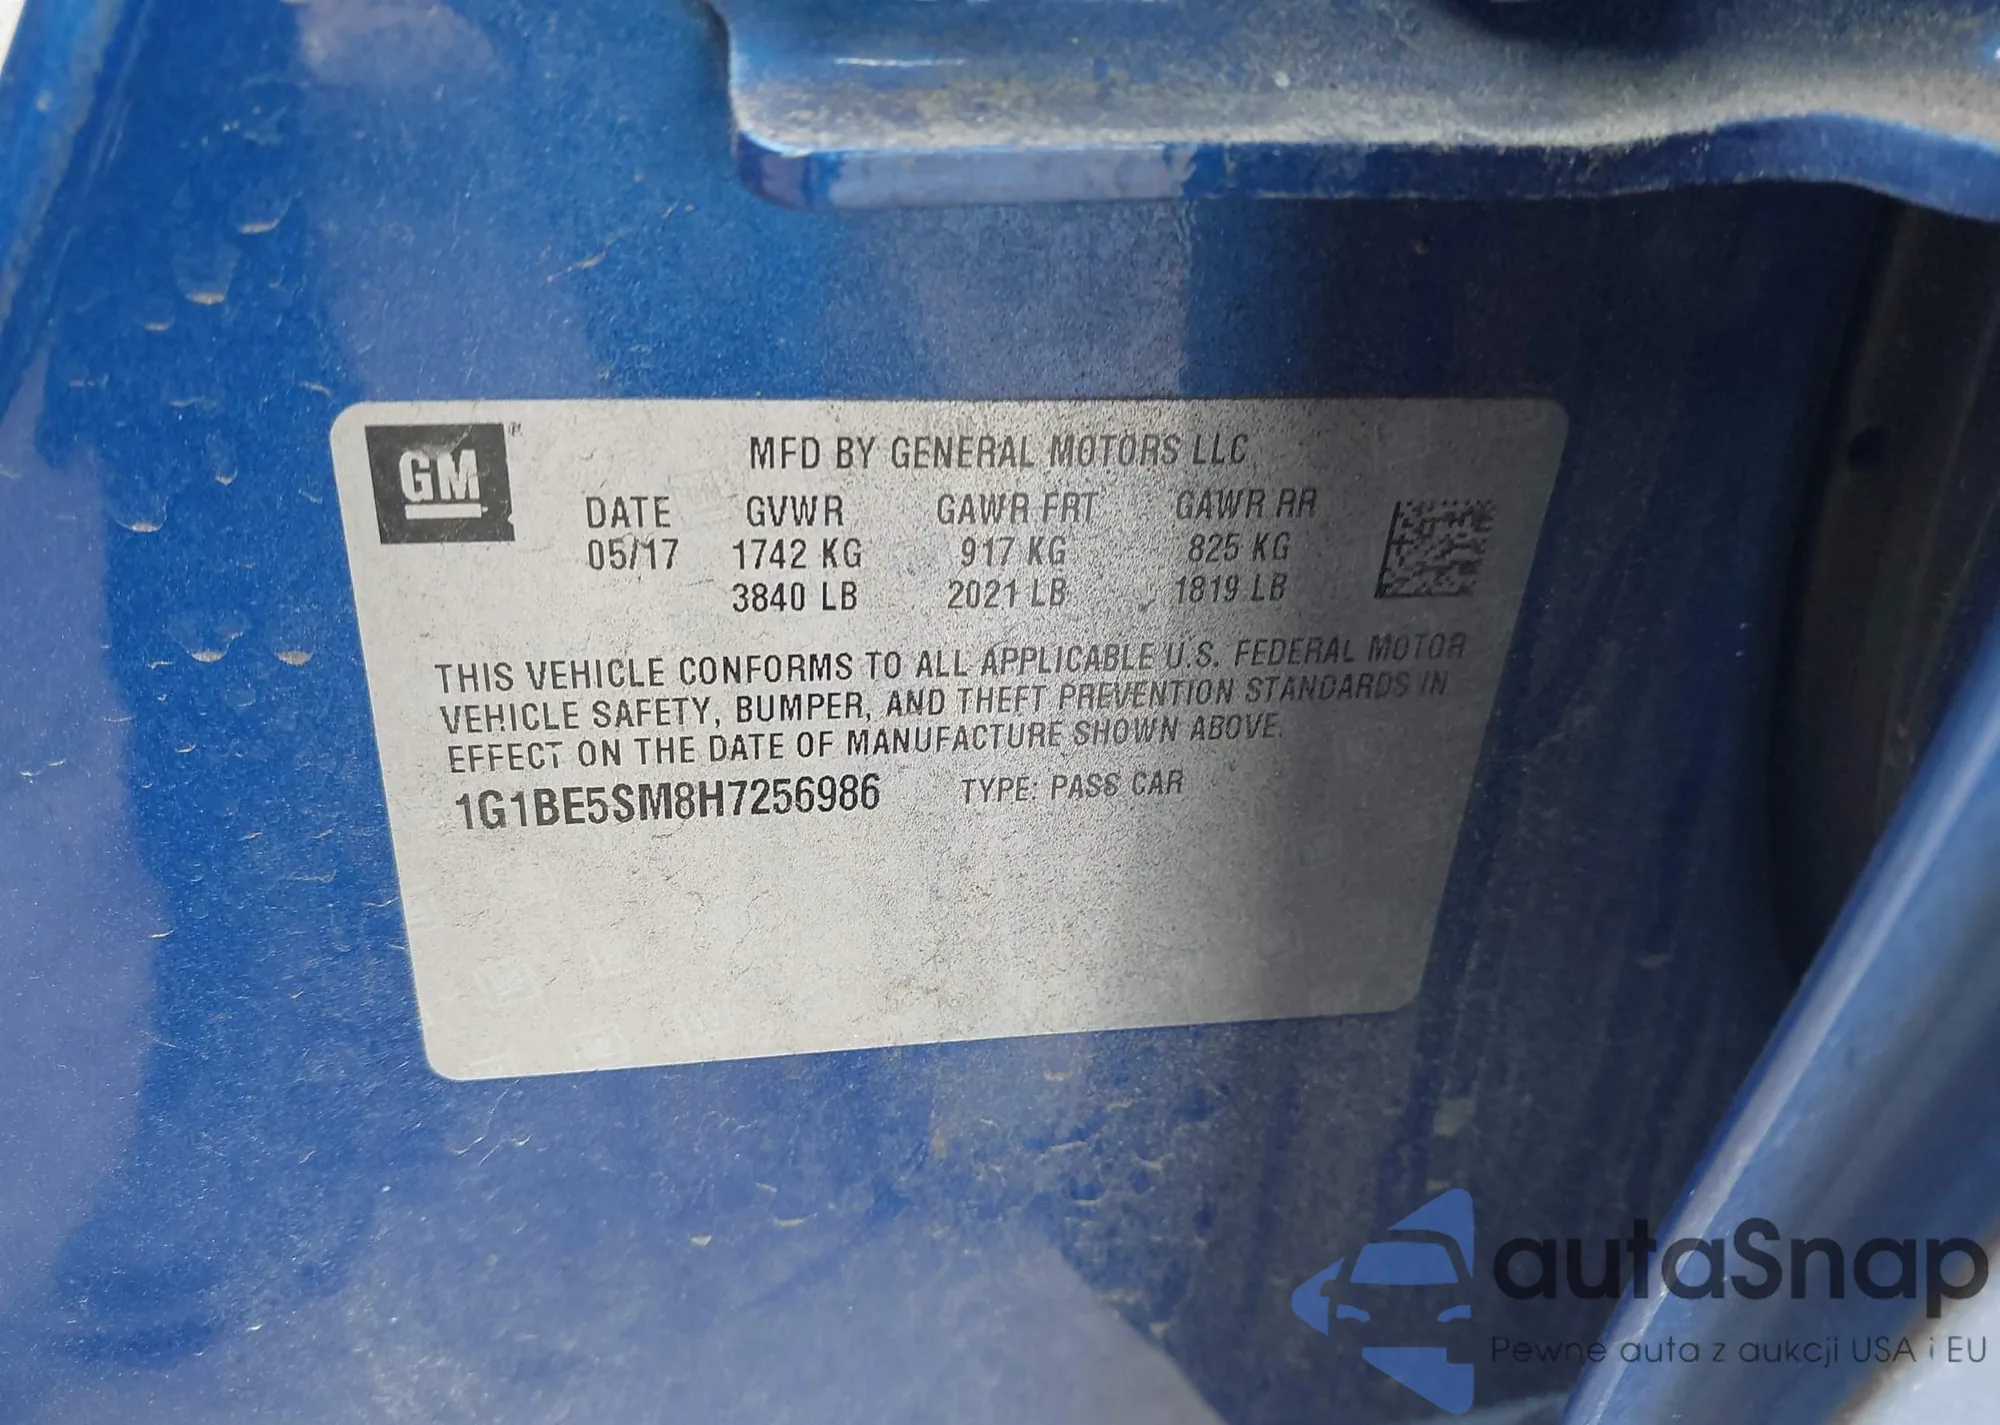 GM
MFD BY GENERAL MOTORS LLC
DATE GVWR GAWR FRT GAWR RR
05/17 1742 KG 917 KG 825 KG
3840 LB 2021 LB 1819 LB
THIS VEHICLE CONFORMS TO ALL APPLICABLE U.S. FEDERAL MOTOR
VEHICLE SAFETY, BUMPER, AND THEFT PREVENTION STANDARDS IN
EFFECT ON THE DATE OF MANUFACTURE SHOWN ABOVE.
1G1BE5SM8H7256986 TYPE: PASS CAR
autaSnap
Pewne auta z aukcji USA i EU